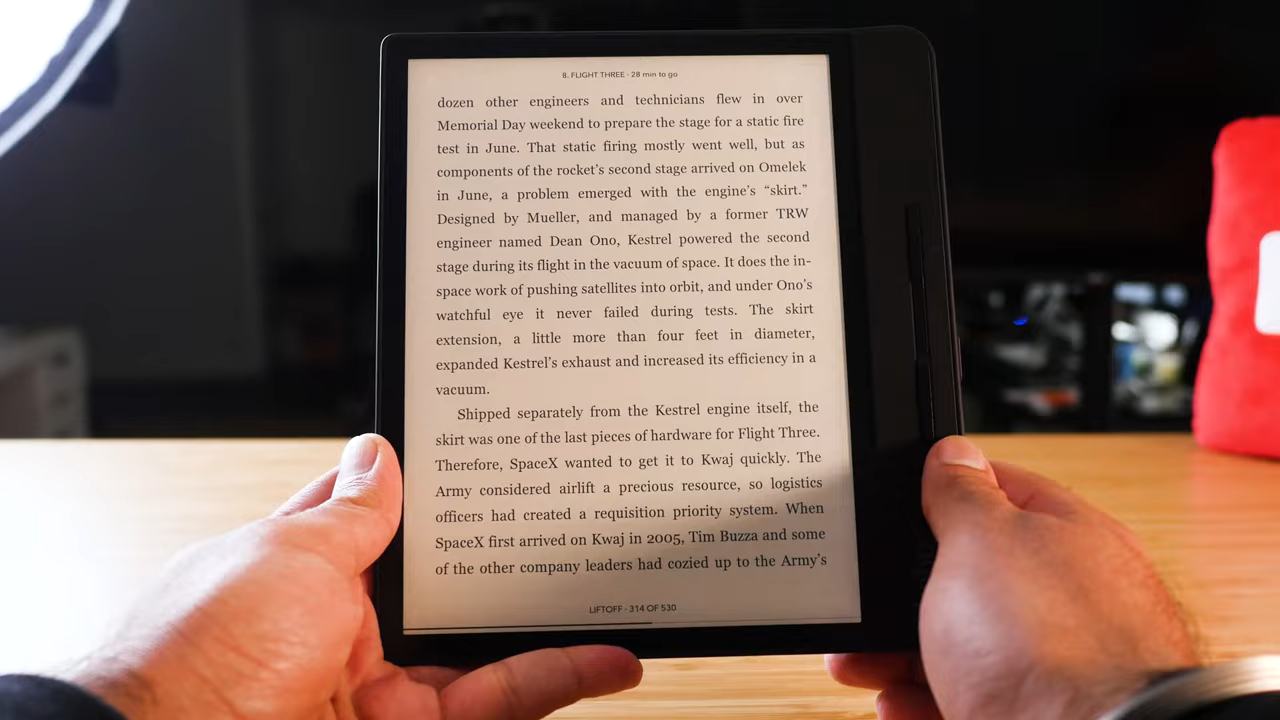 8. FLIGHT THREE · 28 min to go
dozen other engineers and technicians flew in over
Memorial Day weekend to prepare the stage for a static fire
test in June. That static firing mostly went well, but as
components of the rocket’s second stage arrived on Omelek
in June, a problem emerged with the engine’s “skirt.”
Designed by Mueller, and managed by a former TRW
engineer named Dean Ono, Kestrel powered the second
stage during its flight in the vacuum of space. It does the in-
space work of pushing satellites into orbit, and under Ono’s
watchful eye it never failed during tests. The skirt
extension, a little more than four feet in diameter,
expanded Kestrel’s exhaust and increased its efficiency in a
vacuum.
Shipped separately from the Kestrel engine itself, the
skirt was one of the last pieces of hardware for Flight Three.
Therefore, SpaceX wanted to get it to Kwaj quickly. The
Army considered airlift a precious resource, so logistics
officers had created a requisition priority system. When
SpaceX first arrived on Kwaj in 2005, Tim Buzza and some
of the other company leaders had cozied up to the Army’s
LIFTOFF · 314 OF 530